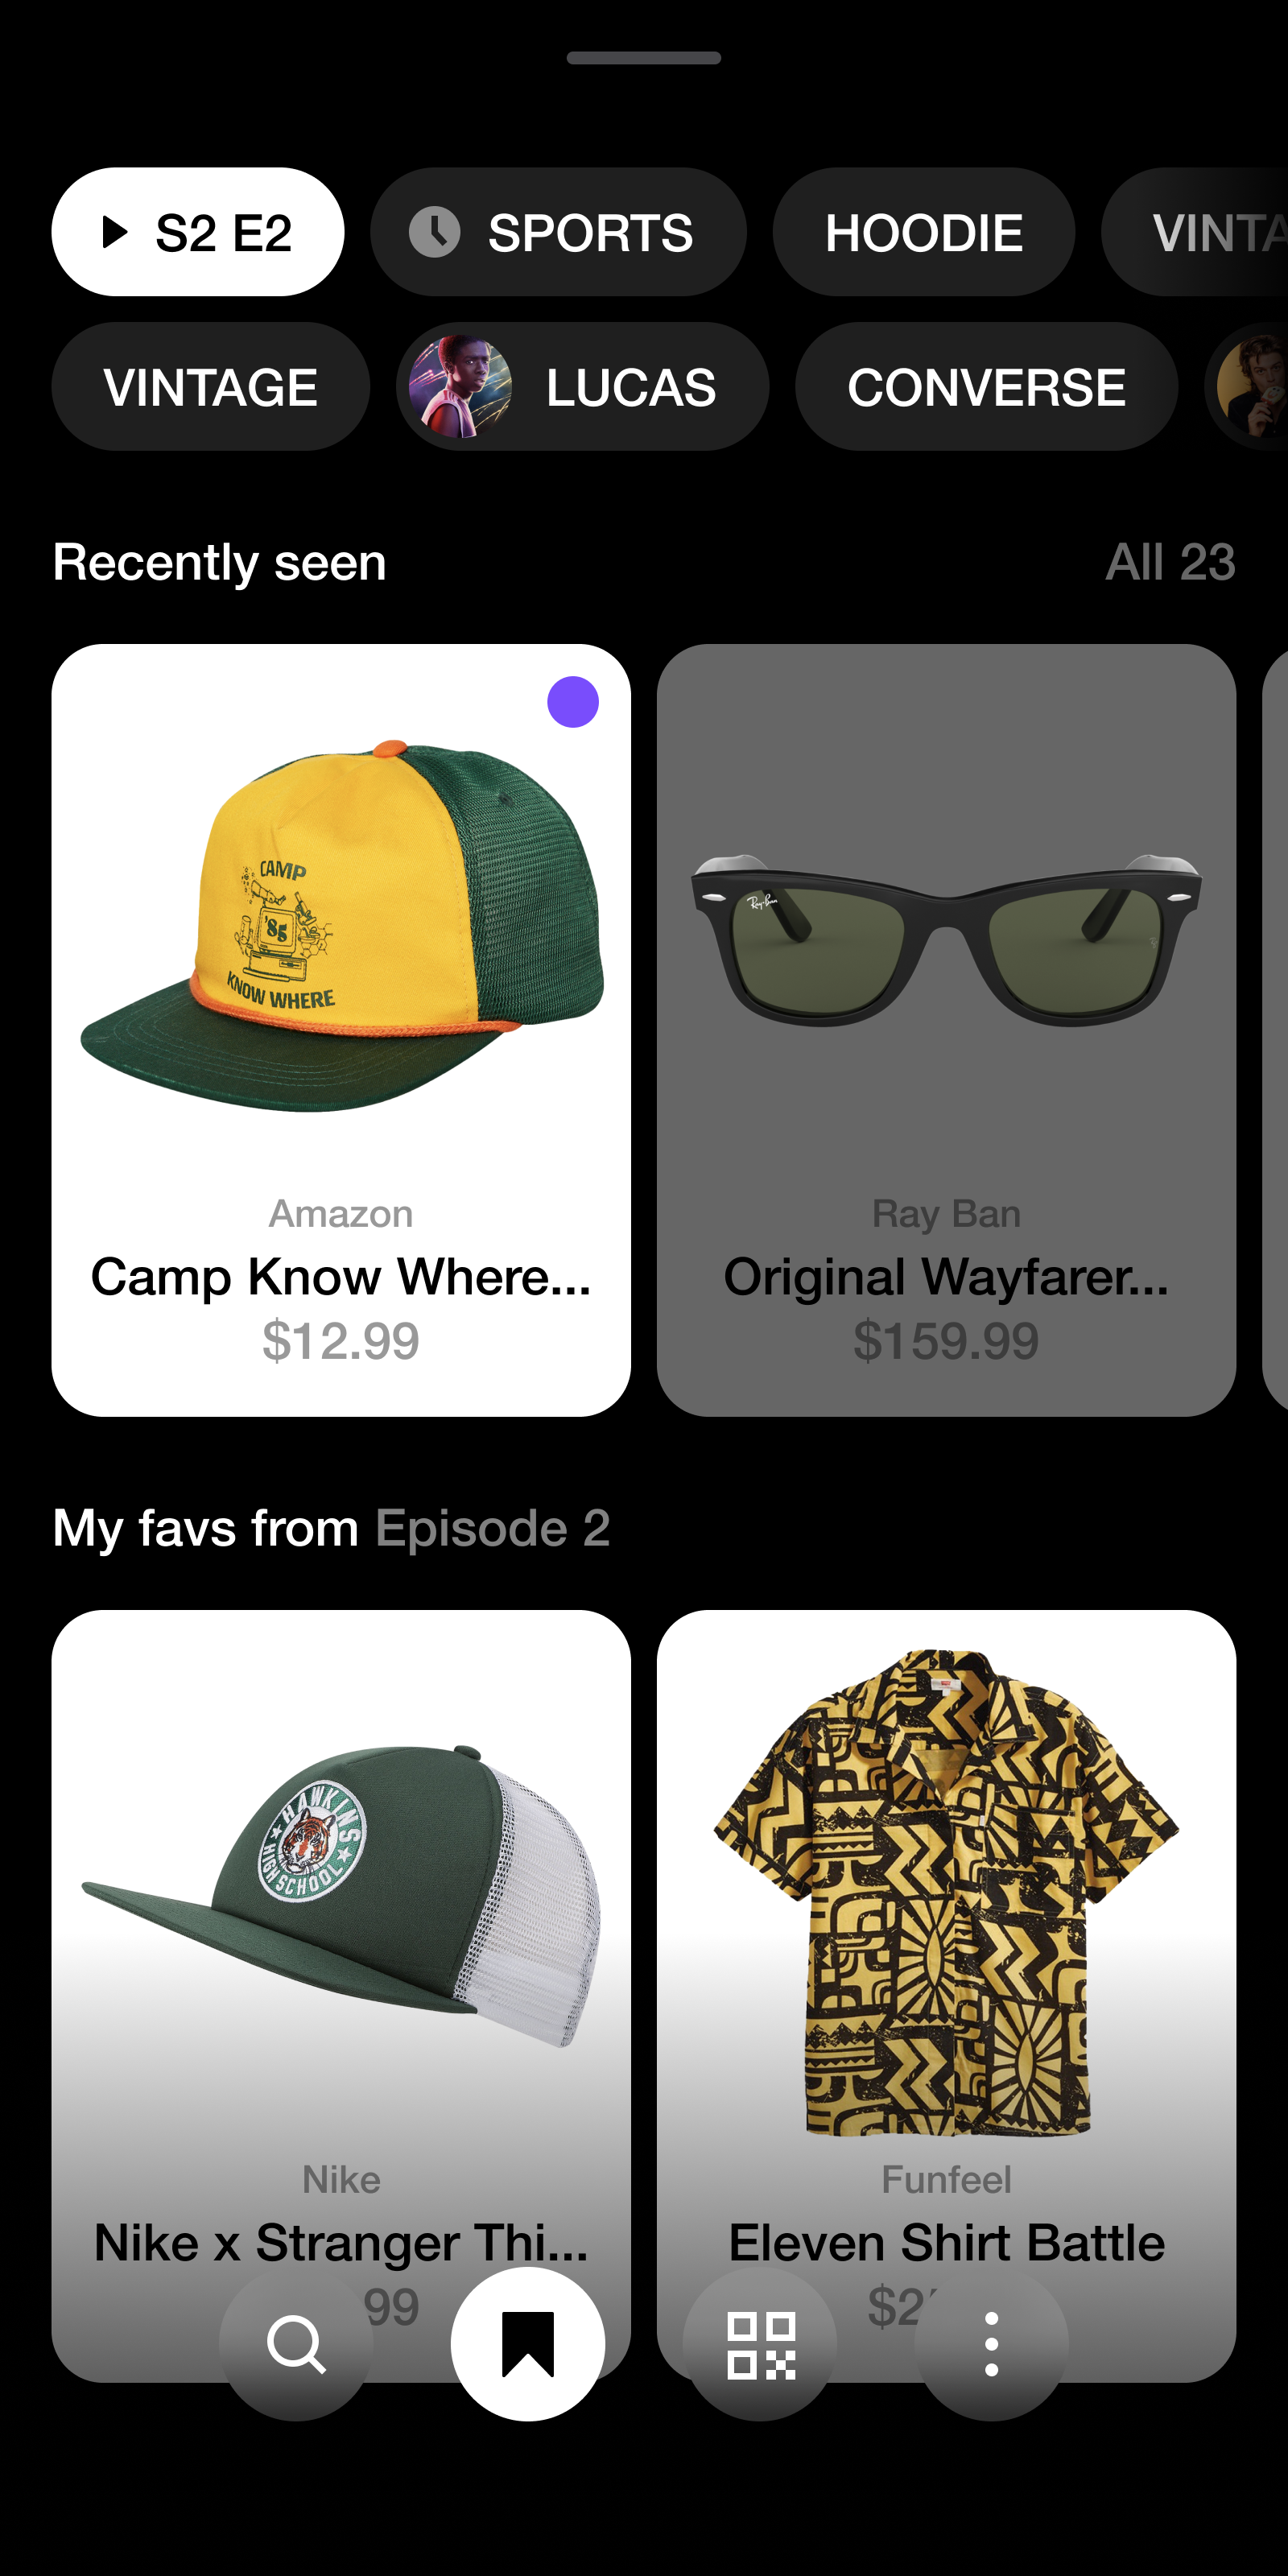 S2 E2
SPORTS
HOODIE
VINTA
VINTAGE
LUCAS
CONVERSE
Recently seen
All 23
CAMP
'85
KNOW WHERE
Ray-Ban
Amazon
Camp Know Where...
$12.99
Ray Ban
Original Wayfarer...
$159.99
My favs from Episode 2
HAWKINS
HIGH SCHOOL
Nike
Nike x Stranger Thi...
99
Funfeel
Eleven Shirt Battle
$2